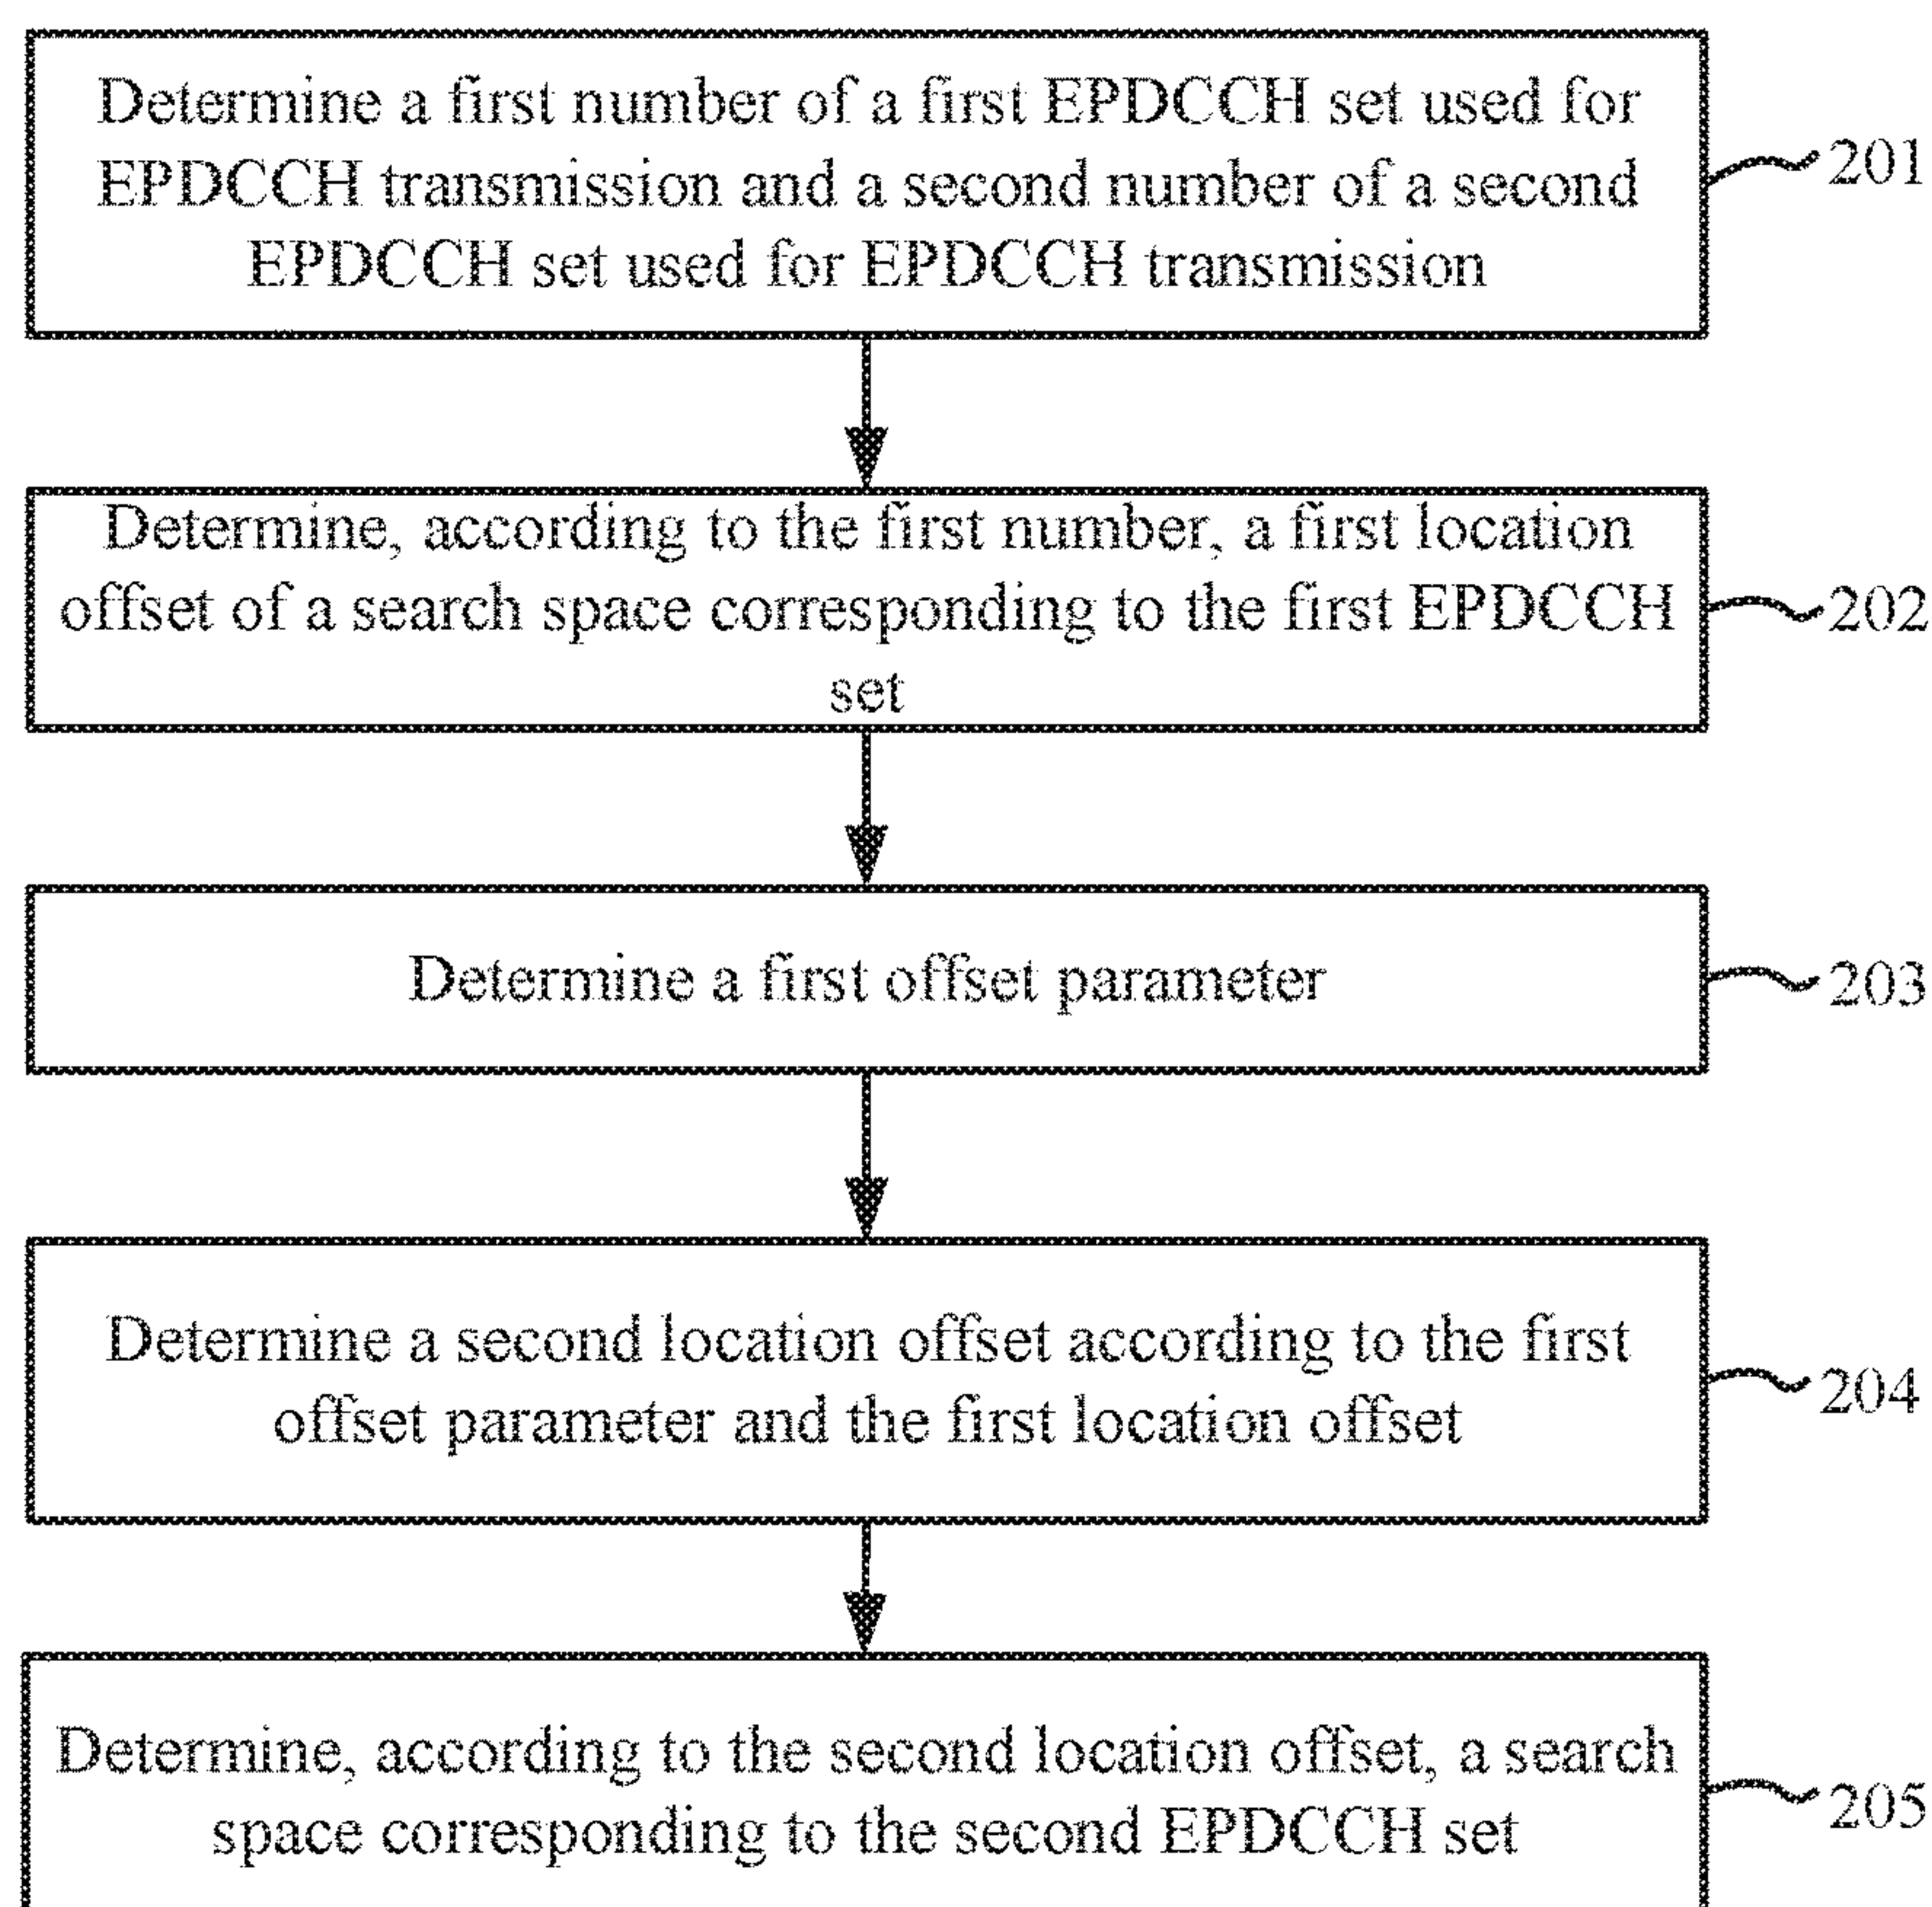 Determine a first number of a first EPDCCH set used for
EPDCCH transmission and a second number of a second
EPDCCH set used for EPDCCH transmission
201
Determine, according to the first number, a first location
offset of a search space corresponding to the first EPDCCH
set
202
Determine a first offset parameter
203
Determine a second location offset according to the first
offset parameter and the first location offset
204
Determine, according to the second location offset, a search
space corresponding to the second EPDCCH set
205